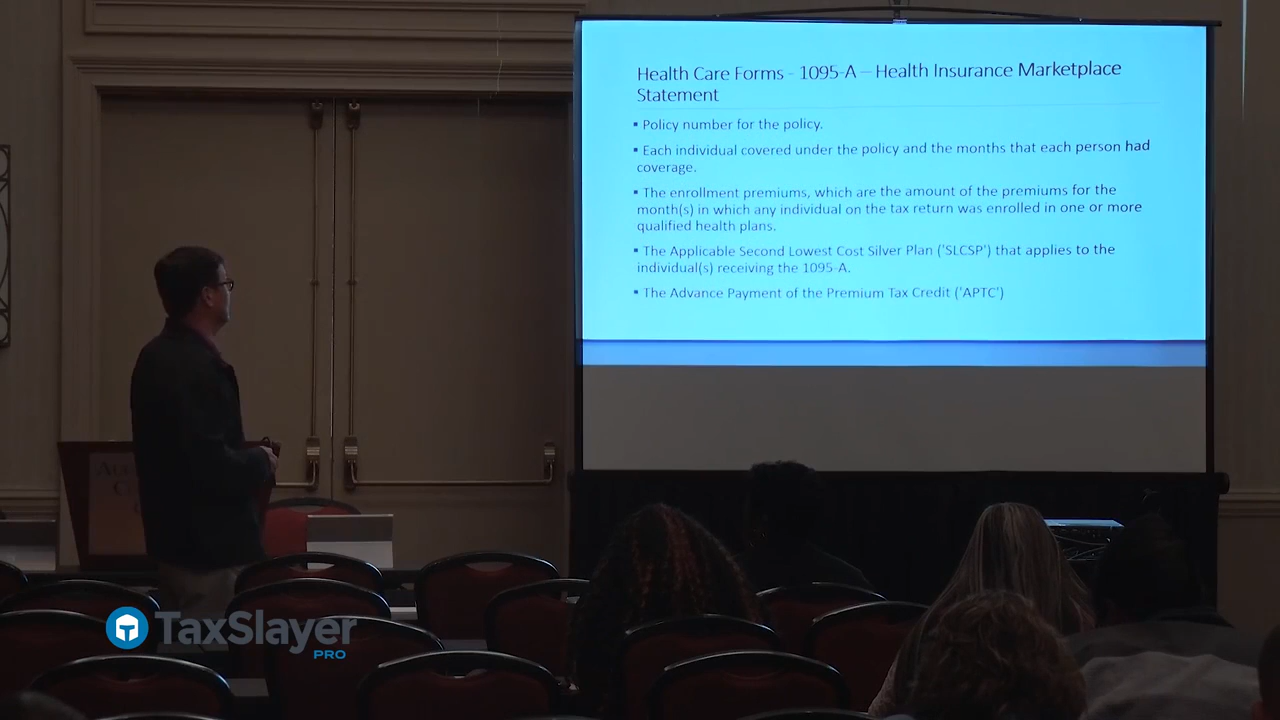 Health Care Forms - 1095-A – Health Insurance Marketplace
Statement
▪ Policy number for the policy.
▪ Each individual covered under the policy and the months that each person had
coverage.
▪ The enrollment premiums, which are the amount of the premiums for the
month(s) in which any individual on the tax return was enrolled in one or more
qualified health plans.
▪ The Applicable Second Lowest Cost Silver Plan ('SLCSP') that applies to the
individual(s) receiving the 1095-A.
▪ The Advance Payment of the Premium Tax Credit ('APTC')
TaxSlayer
PRO